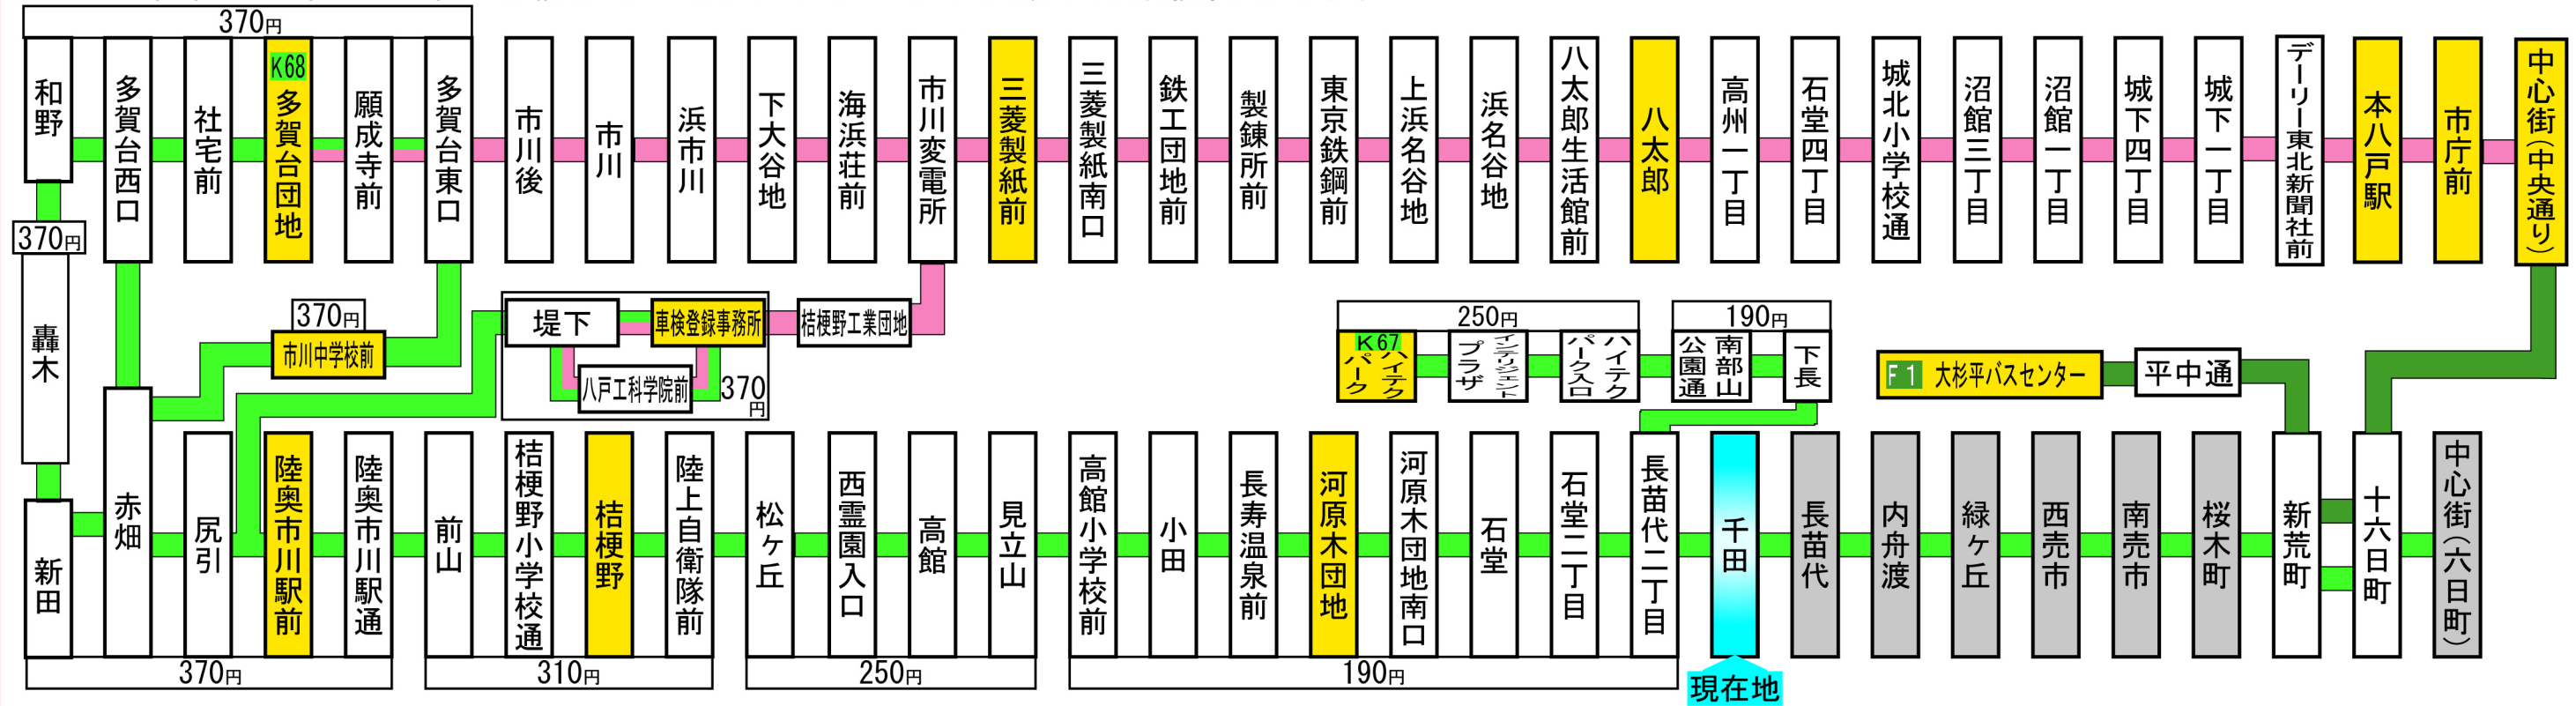 370円
和野
多賀台西口
社宅前
K68
多賀台団地
願成寺前
多賀台東口
市川後
市川
浜市川
下大谷地
海浜荘前
市川変電所
三菱製紙前
三菱製紙南口
鉄工団地前
製錬所前
東京鉄鋼前
上浜名谷地
浜名谷地
八太郎生活館前
八太郎
高州一丁目
石堂四丁目
城北小学校通
沼館三丁目
沼館一丁目
城下四丁目
城下一丁目
デーリー東北新聞社前
本八戸駅
市庁前
中心街(中央通り)
370円
轟木
370円
市川中学校前
堤下
車検登録事務所
桔梗野工業団地
八戸工科学院前
370円
250円
K67
ハイテク
パーク
インテリジェント
プラザ
ハイテク
パーク入口
190円
南部山
公園通
下長
F1 大杉平バスセンター
平中通
新田
赤畑
尻引
陸奥市川駅前
陸奥市川駅通
前山
桔梗野小学校通
桔梗野
陸上自衛隊前
松ヶ丘
西霊園入口
高館
見立山
高館小学校前
小田
長寿温泉前
河原木団地
河原木団地南口
石堂
石堂二丁目
長苗代二丁目
千田
長苗代
内舟渡
緑ヶ丘
西売市
南売市
桜木町
新荒町
十六日町
中心街(六日町)
370円
310円
250円
190円
現在地